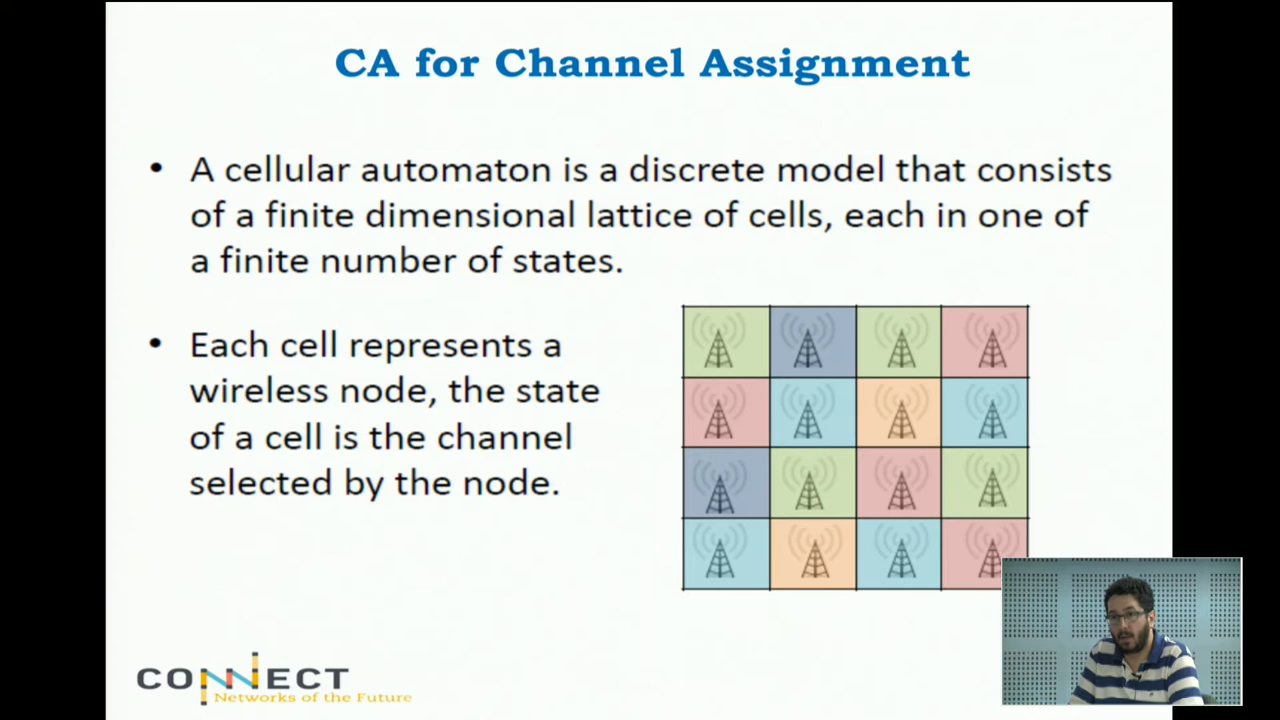 CA for Channel Assignment
• A cellular automaton is a discrete model that consists
of a finite dimensional lattice of cells, each in one of
a finite number of states.
• Each cell represents a
wireless node, the state
of a cell is the channel
selected by the node.
CONNECT
Networks of the Future